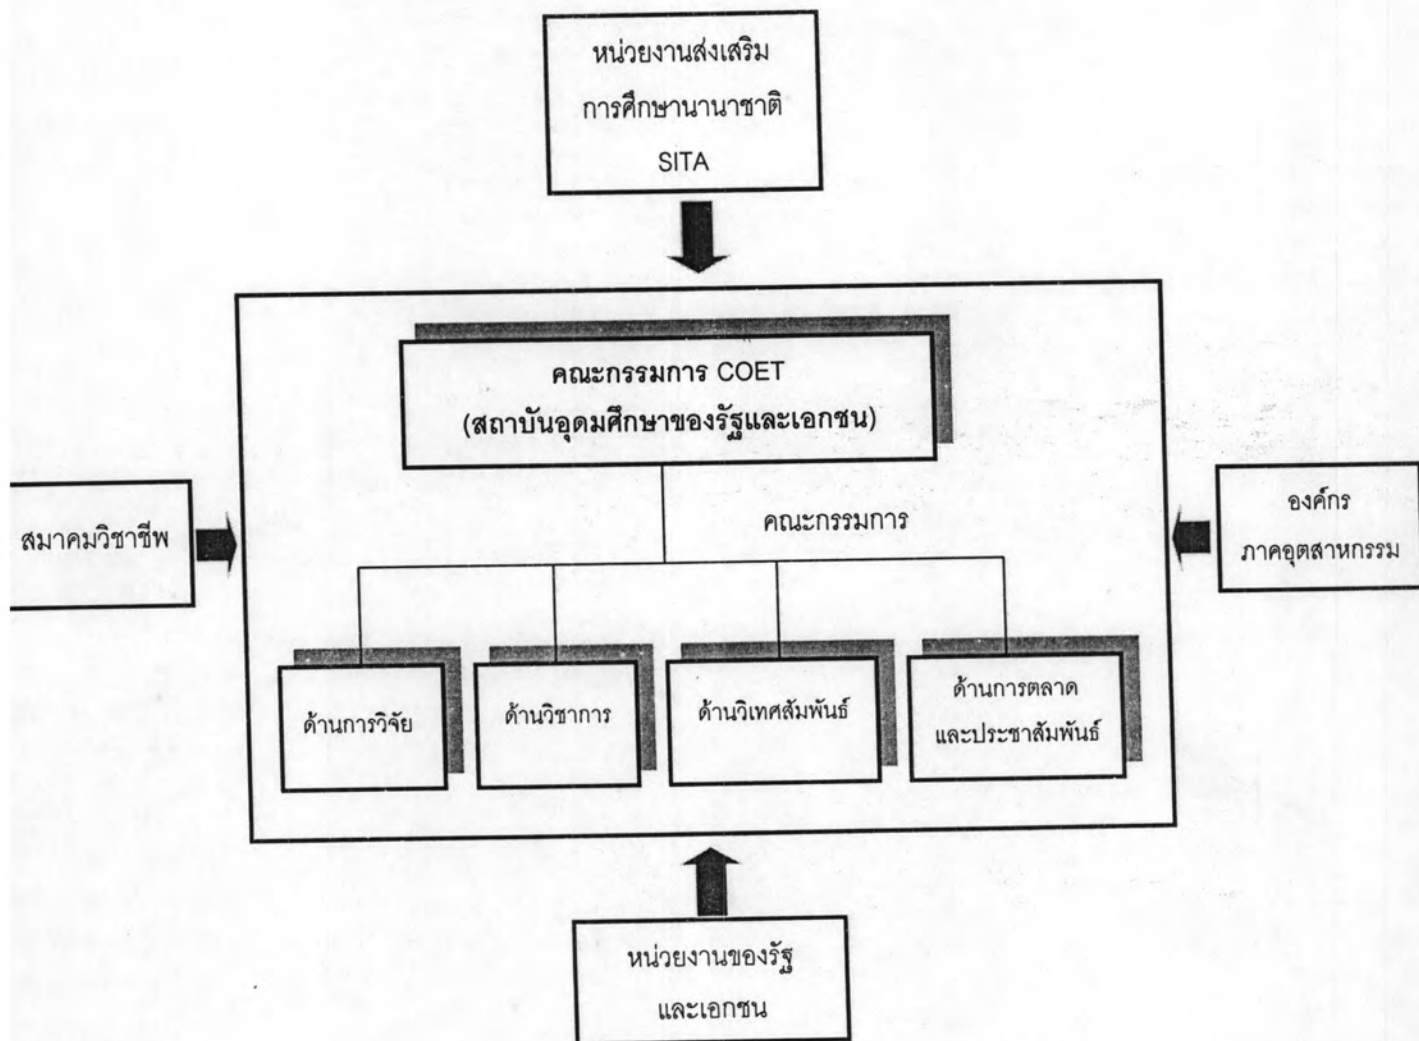 หน่วยงานส่งเสริม
การศึกษานานาชาติ
SITA
คณะกรรมการ COET
(สถาบันอุดมศึกษาของรัฐและเอกชน)
สมาคมวิชาชีพ
คณะกรรมการ
องค์กร
ภาคอุตสาหกรรม
ด้านการวิจัย
ด้านวิชาการ
ด้านวิเทศสัมพันธ์
ด้านการตลาด
และประชาสัมพันธ์
หน่วยงานของรัฐ
และเอกชน